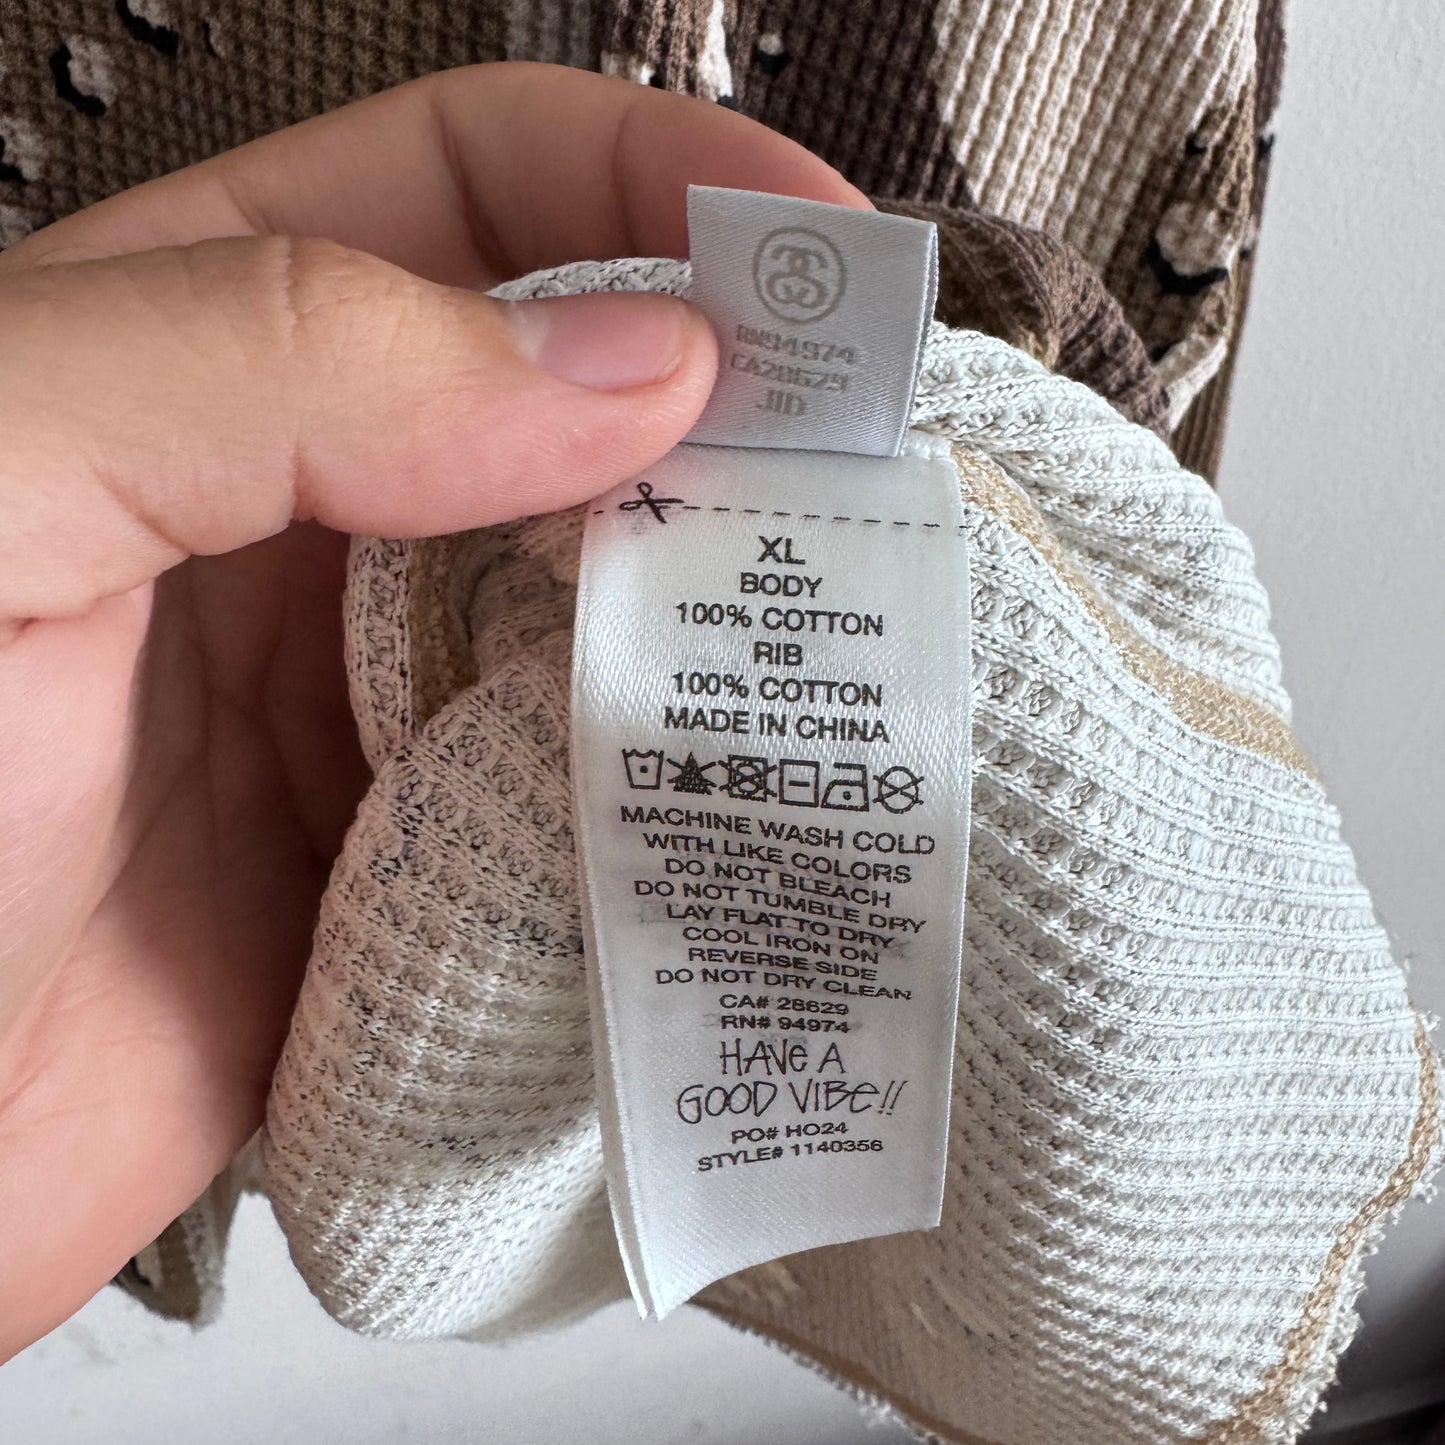 RN94974
CA28629
JIID
XL
BODY
100% COTTON
RIB
100% COTTON
MADE IN CHINA
MACHINE WASH COLD
WITH LIKE COLORS
DO NOT BLEACH
DO NOT TUMBLE DRY
LAY FLAT TO DRY
COOL IRON ON
REVERSE SIDE
DO NOT DRY CLEAN
CA# 28629
RN# 94974
HAVE A
GOOD VIBE!!
PO# HO24
STYLE# 1140356